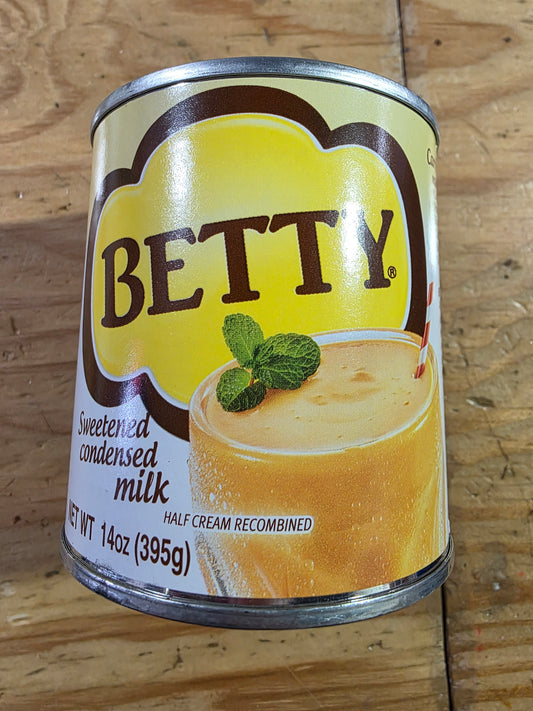 BETTY®
Sweetened
condensed
milk
HALF CREAM RECOMBINED
NET WT 14oz (395g)